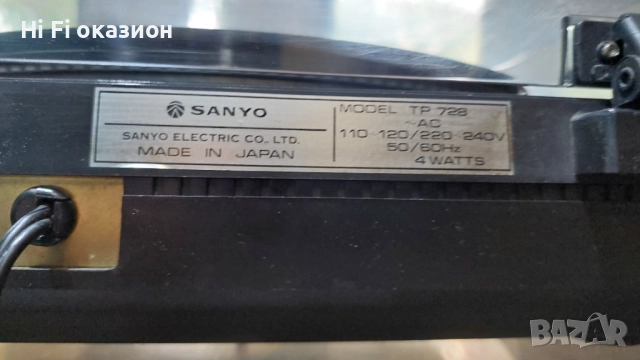 Hi Fi оказион
SANYO
SANYO ELECTRIC CO., LTD.
MADE IN JAPAN
MODEL TP 728
~AC
110-120/220-240V
50/60Hz
4 WATTS
BAZAR
.bg